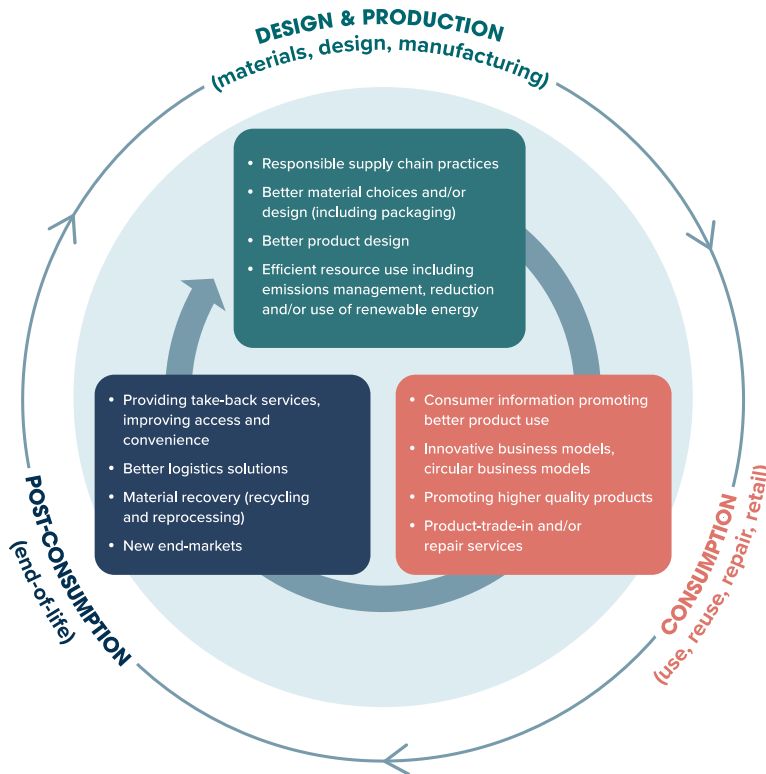 DESIGN & PRODUCTION
(materials, design, manufacturing)
• Responsible supply chain practices
• Better material choices and/or
design (including packaging)
• Better product design
• Efficient resource use including
emissions management, reduction
and/or use of renewable energy
• Providing take-back services,
improving access and
convenience
• Better logistics solutions
• Material recovery (recycling
and reprocessing)
• New end-markets
• Consumer information promoting
better product use
• Innovative business models,
circular business models
• Promoting higher quality products
• Product-trade-in and/or
repair services
POST-CONSUMPTION
(end-of-life)
CONSUMPTION
(use, reuse, repair, retail)